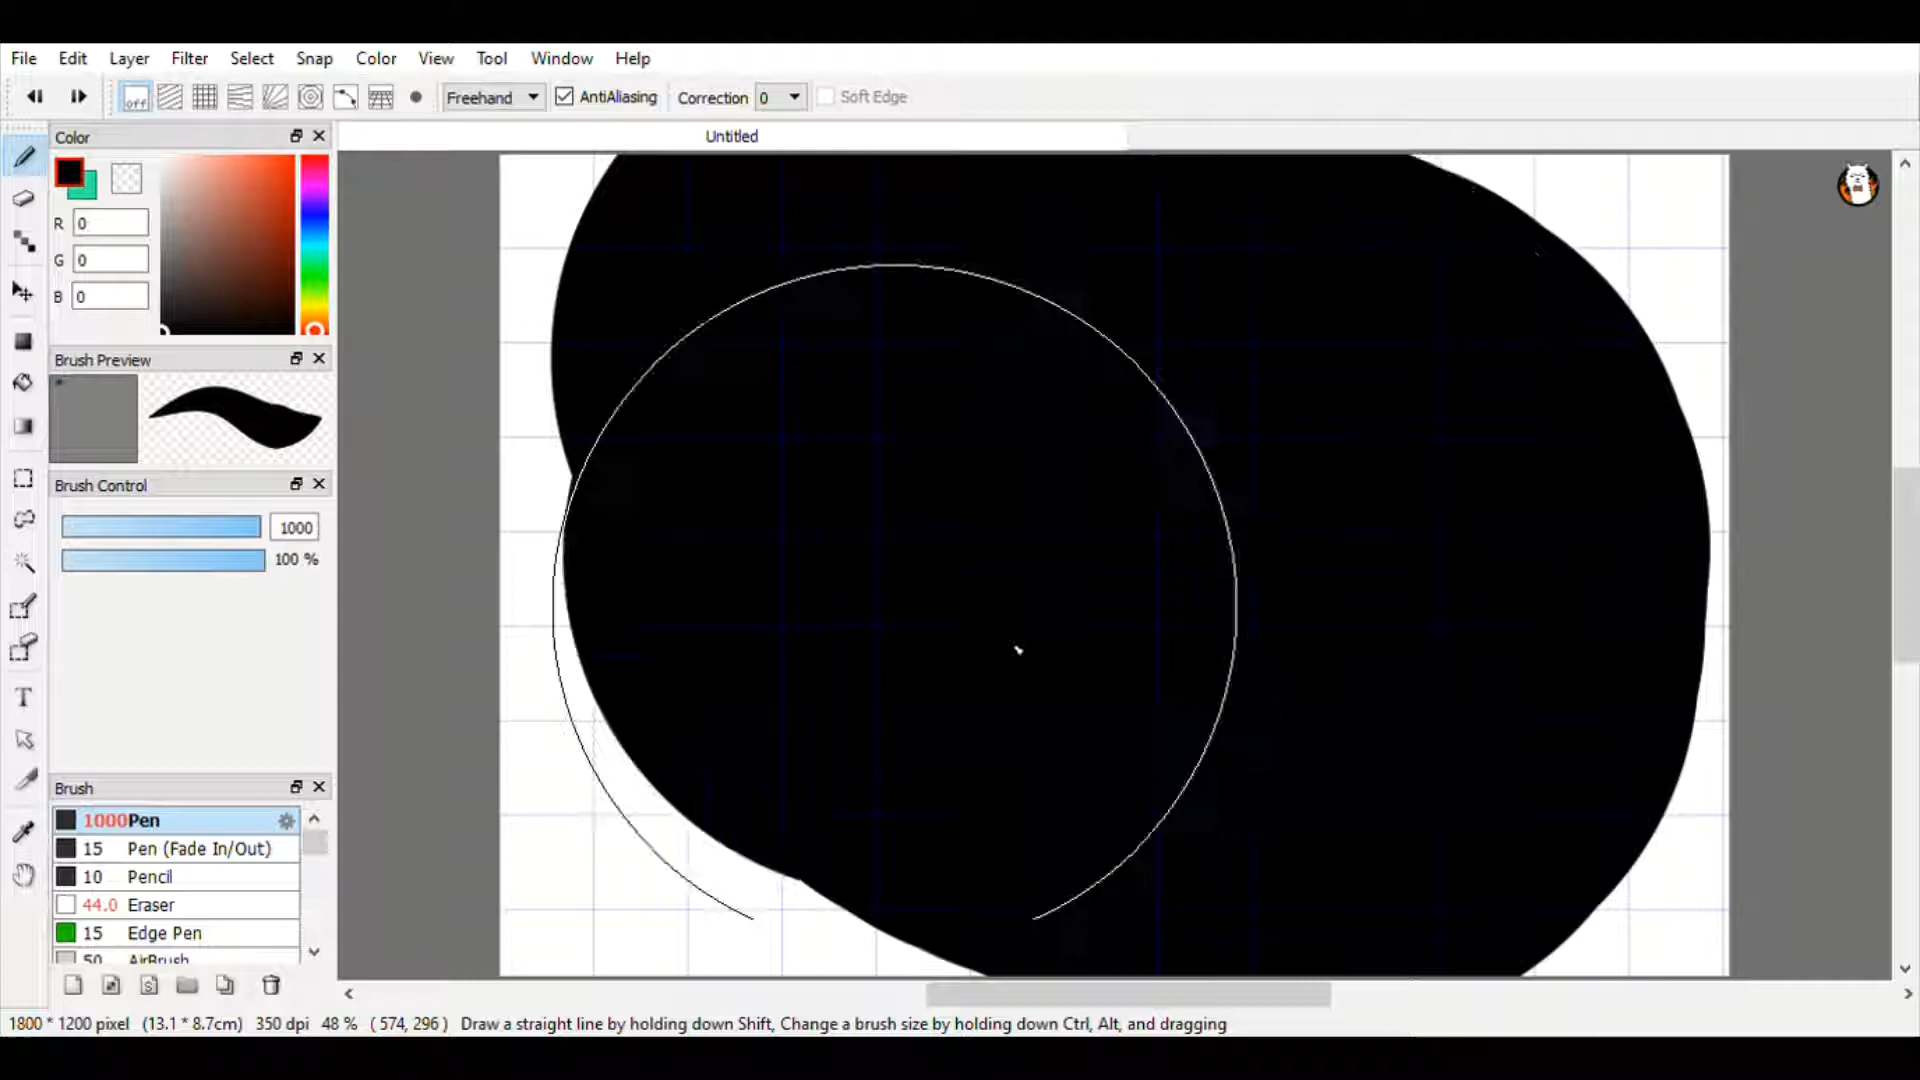 File Edit Layer Filter Select Snap Color View Tool Window Help
off Freehand AntiAliasing Correction 0 Soft Edge
Color
Untitled
R 0
G 0
B 0
Brush Preview
Brush Control
1000
100 %
Brush
1000 Pen
15 Pen (Fade In/Out)
10 Pencil
44.0 Eraser
15 Edge Pen
50 AirBrush
1800 * 1200 pixel (13.1 * 8.7cm) 350 dpi 48 % ( 574, 296 ) Draw a straight line by holding down Shift, Change a brush size by holding down Ctrl, Alt, and dragging